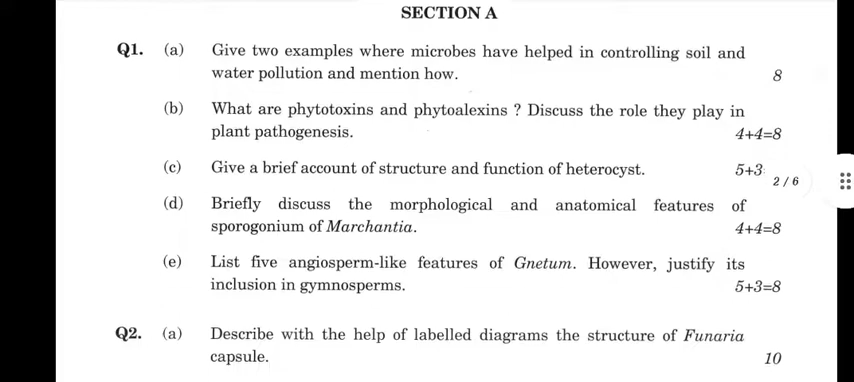 SECTION A
Q1. (a) Give two examples where microbes have helped in controlling soil and
water pollution and mention how. 8
(b) What are phytotoxins and phytoalexins ? Discuss the role they play in
plant pathogenesis. 4+4=8
(c) Give a brief account of structure and function of heterocyst. 5+3
2 / 6
(d) Briefly discuss the morphological and anatomical features of
sporogonium of Marchantia. 4+4=8
(e) List five angiosperm-like features of Gnetum. However, justify its
inclusion in gymnosperms. 5+3=8
Q2. (a) Describe with the help of labelled diagrams the structure of Funaria
capsule. 10